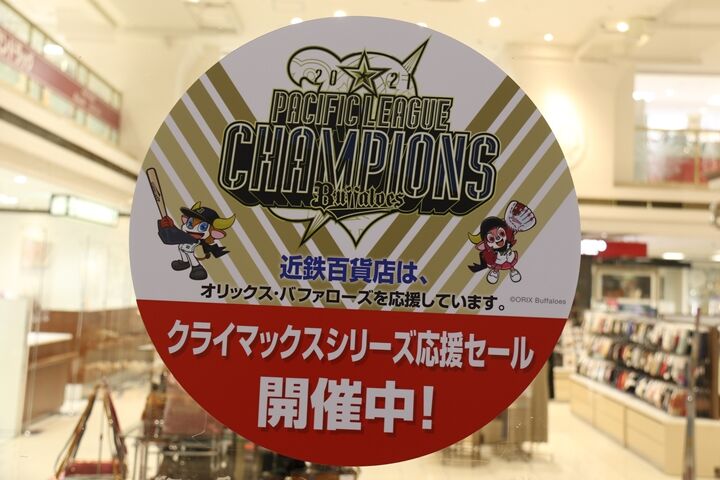 2021
PACIFIC LEAGUE
CHAMPIONS
Buffaloes
近鉄百貨店は、
オリックス・バファローズを応援しています。
©ORIX Buffaloes
クライマックスシリーズ応援セール
開催中!